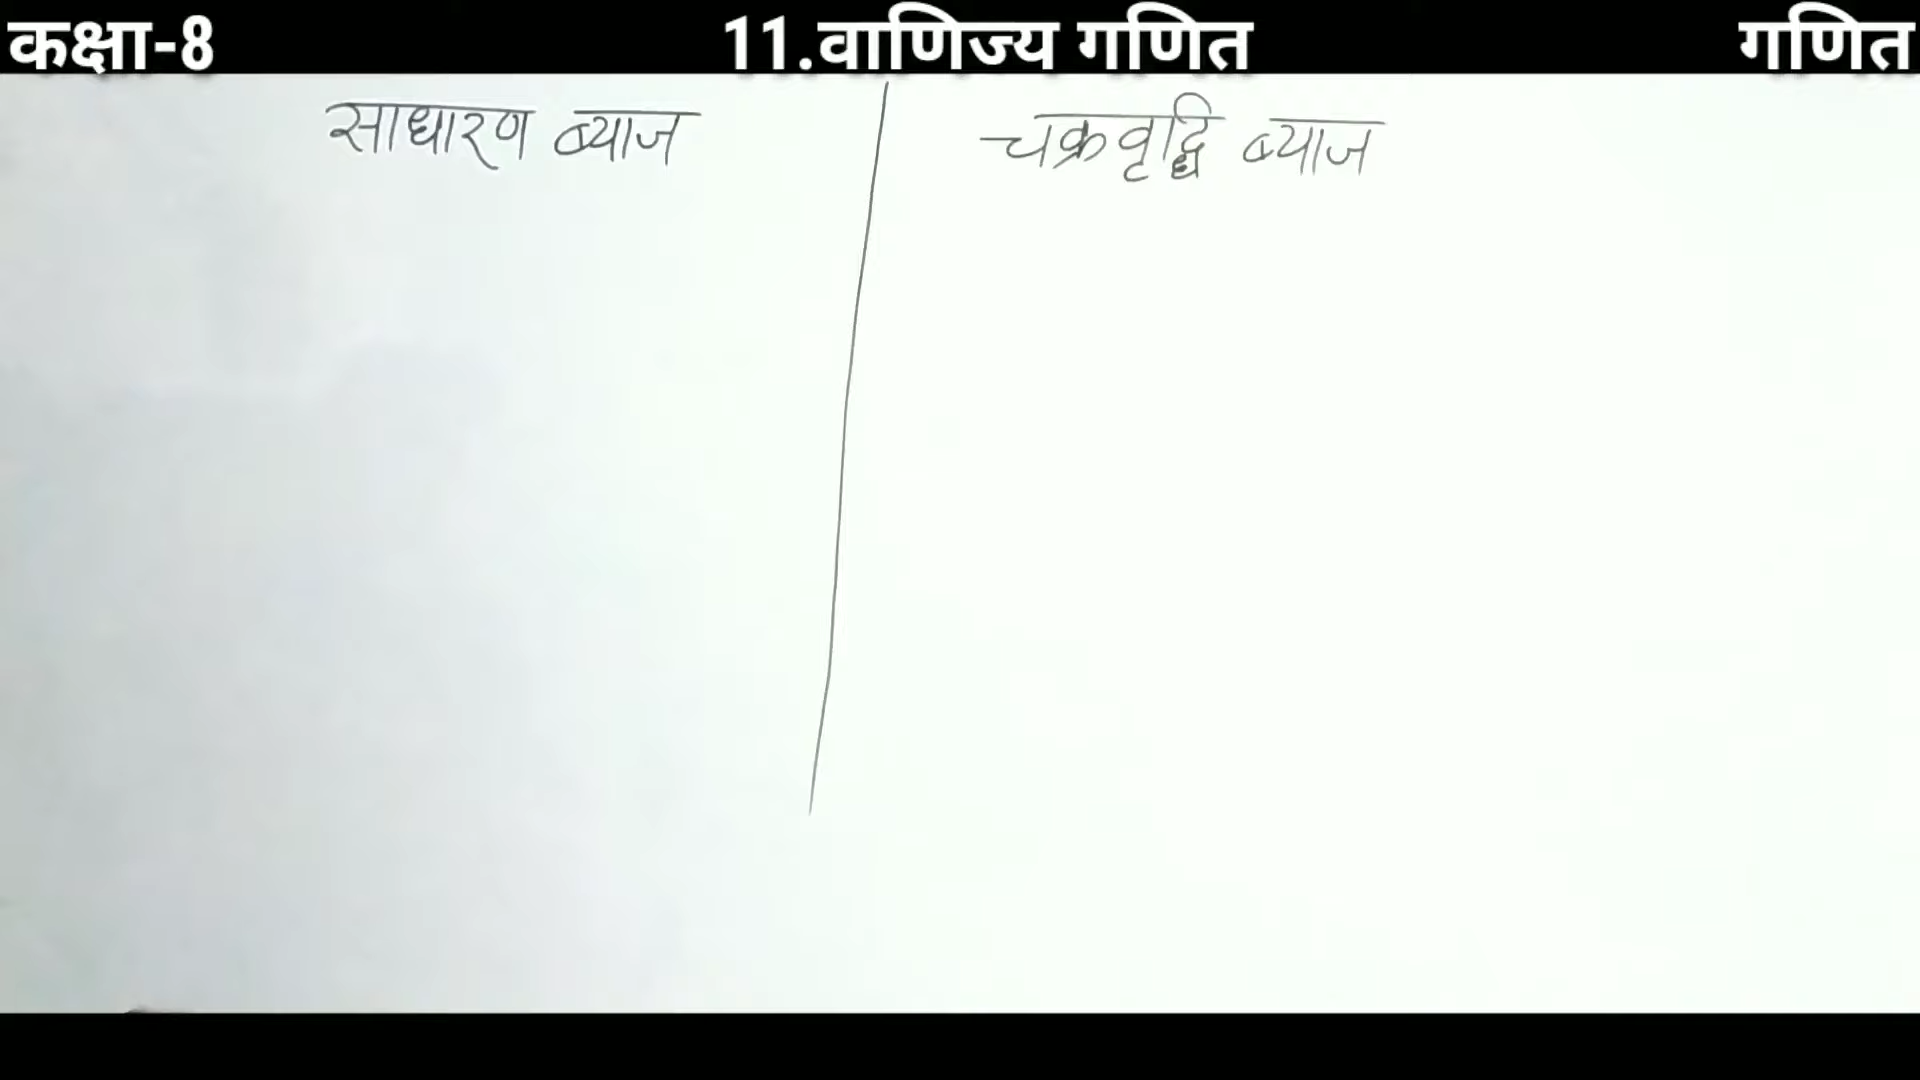 कक्षा-8 11.वाणिज्य गणित गणित
साधारण ब्याज
चक्रवृद्धि ब्याज